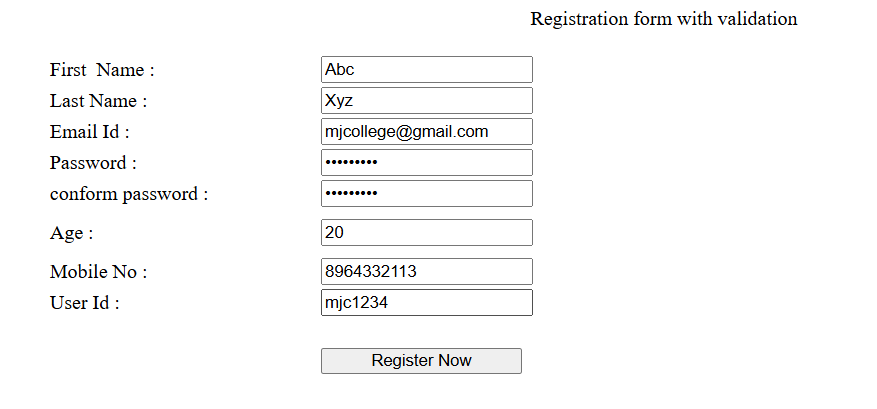 Registration form with validation
First  Name : Abc
Last Name : Xyz
Email Id : mjcollege@gmail.com
Password : •••••••••
conform password : •••••••••
Age : 20
Mobile No : 8964332113
User Id : mjc1234
Register Now